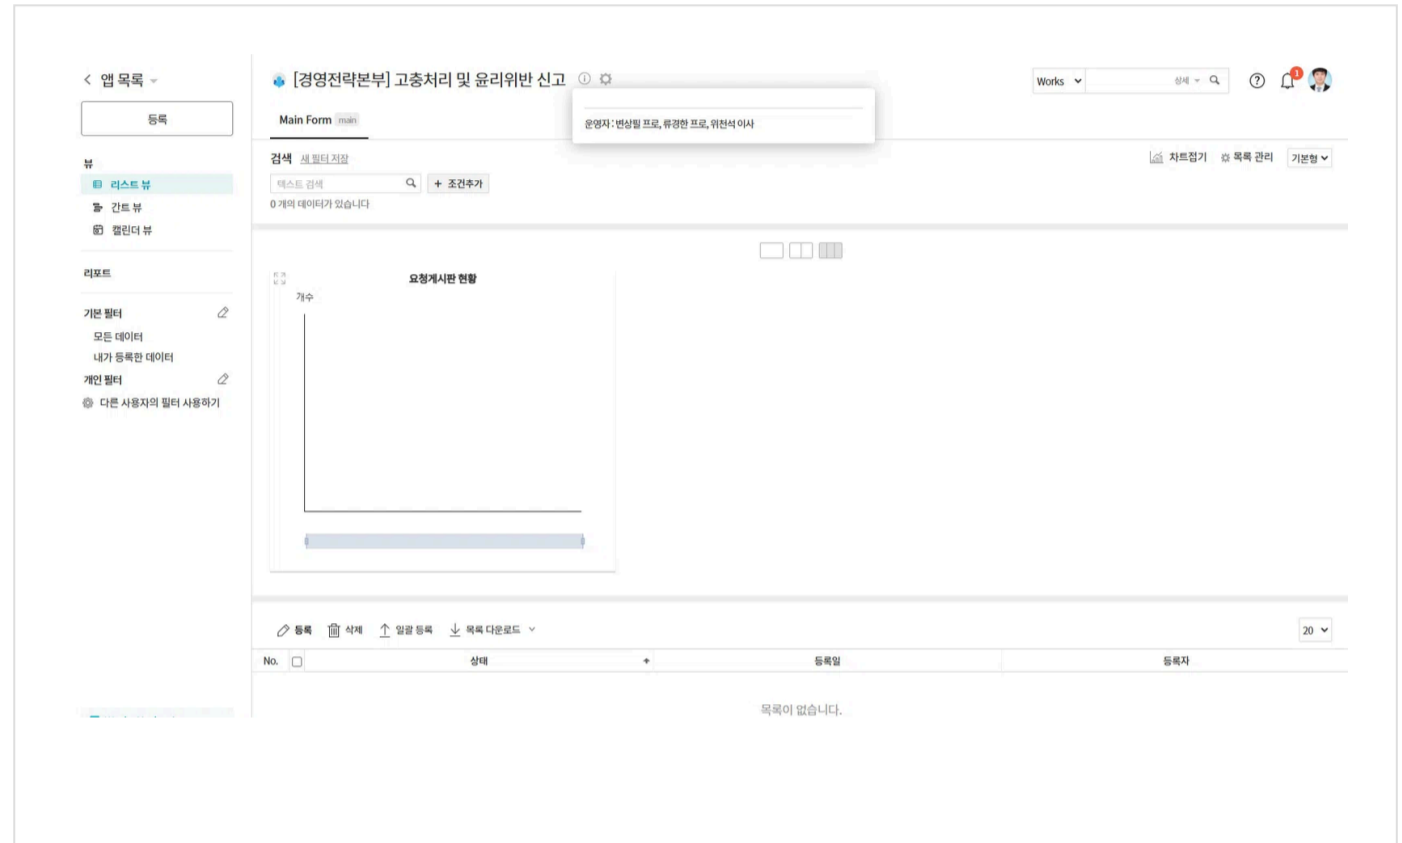 앱 목록
등록
뷰
리스트 뷰
간트 뷰
캘린더 뷰
리포트
기본 필터
모든 데이터
내가 등록한 데이터
개인 필터
다른 사용자의 필터 사용하기
[경영전략본부] 고충처리 및 윤리위반 신고
Works 상세
1
운영자 : 변상필 프로, 류경한 프로, 위천석 이사
Main Form main
검색 새 필터 저장
차트접기 목록 관리 기본형
텍스트 검색 + 조건추가
0 개의 데이터가 있습니다
요청게시판 현황
개수
등록 삭제 일괄 등록 목록 다운로드 20
No. 상태 등록일 등록자
목록이 없습니다.